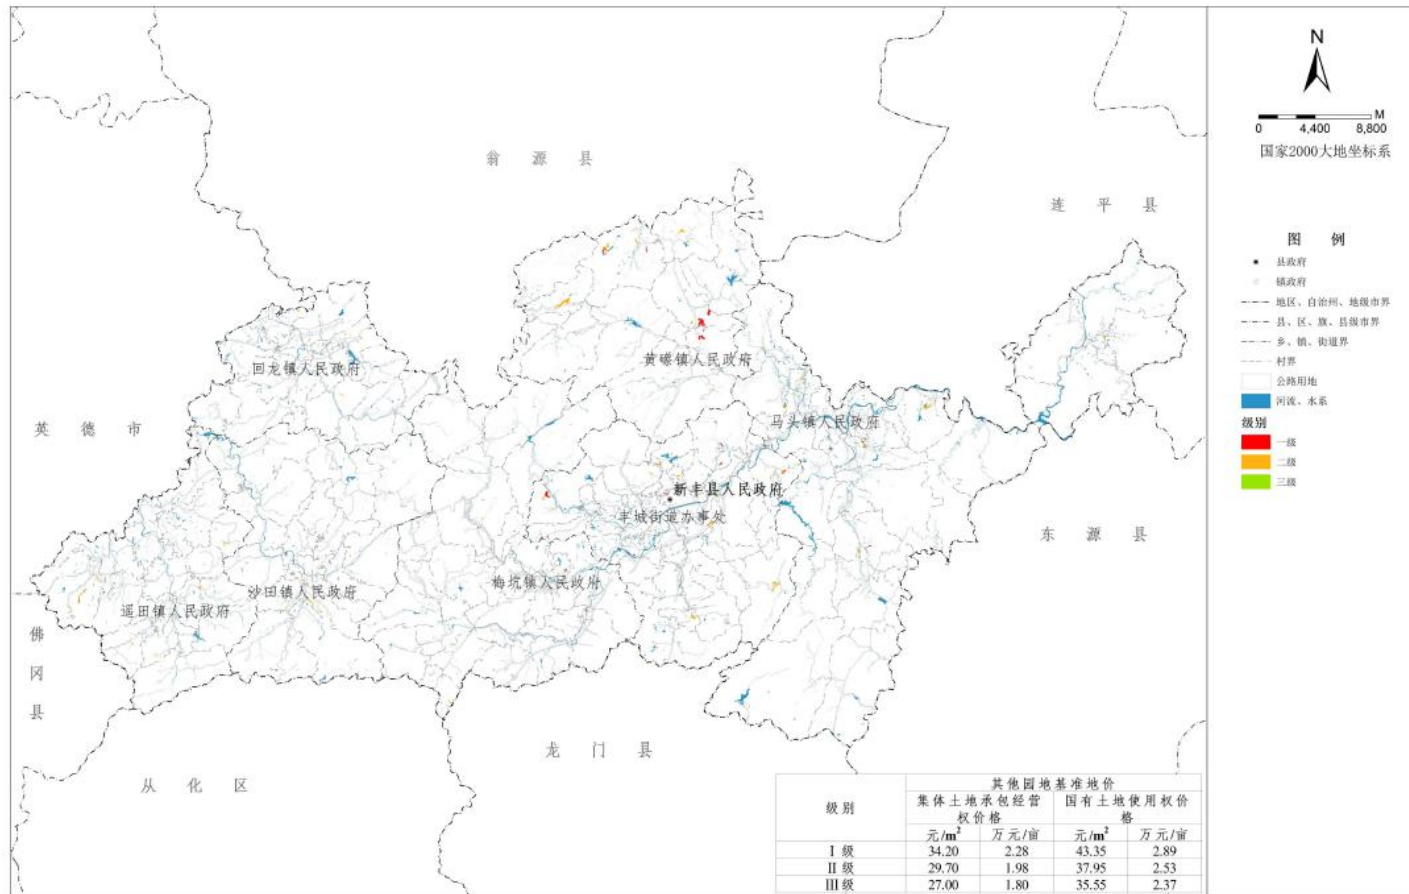 N
M
0 4,400 8,800
国家2000大地坐标系
翁源县
连平县
图 例
县政府
镇政府
地区、自治州、地级市界
县、区、旗、县级市界
乡、镇、街道界
村界
公路用地
河流、水系
级别
一级
二级
三级
黄磜镇人民政府
回龙镇人民政府
马头镇人民政府
英德市
新丰县人民政府
丰城街道办事处
东源县
梅坑镇人民政府
沙田镇人民政府
遥田镇人民政府
佛冈县
龙门县
从化区
级别 其他园地基准地价
集体土地承包经营权价格 国有土地使用权价格
元/m² 万元/亩 元/m² 万元/亩
Ⅰ级 34.20 2.28 43.35 2.89
Ⅱ级 29.70 1.98 37.95 2.53
Ⅲ级 27.00 1.80 35.55 2.37